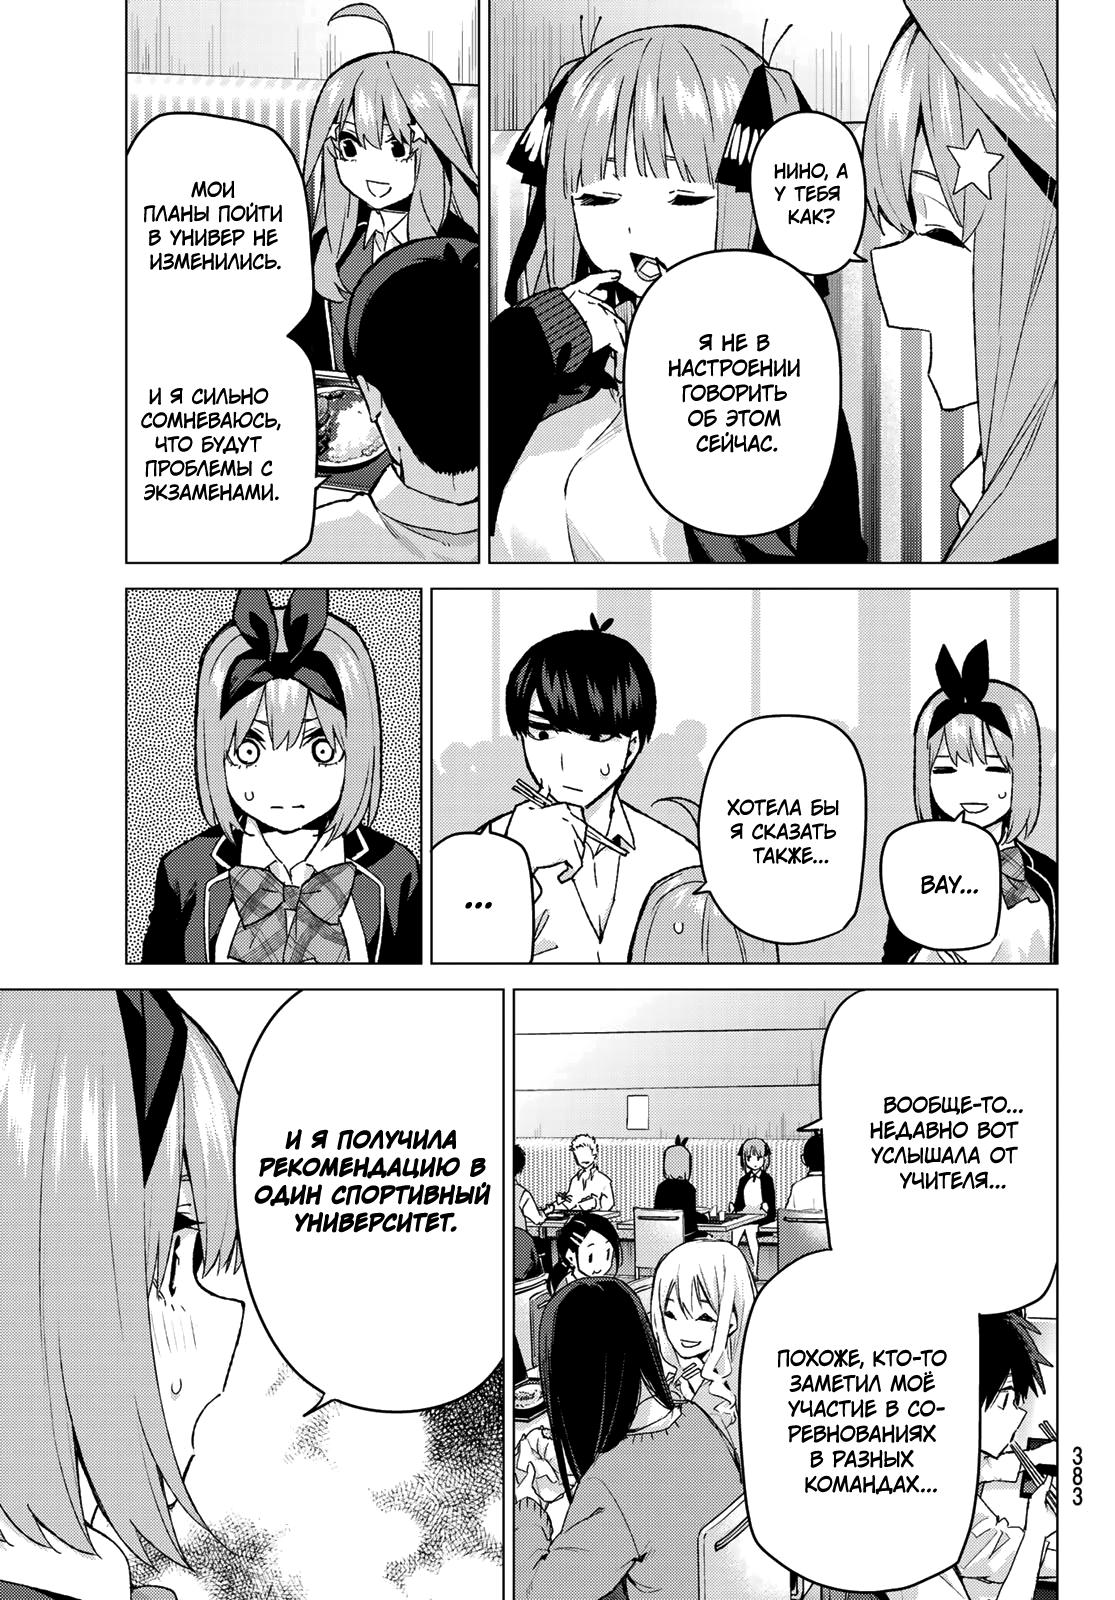 НИНО, А
У ТЕБЯ
КАК?
Я НЕ В
НАСТРОЕНИИ
ГОВОРИТЬ
ОБ ЭТОМ
СЕЙЧАС.
МОИ
ПЛАНЫ ПОЙТИ
В УНИВЕР НЕ
ИЗМЕНИЛИСЬ.
И Я СИЛЬНО
СОМНЕВАЮСЬ,
ЧТО БУДУТ
ПРОБЛЕМЫ С
ЭКЗАМЕНАМИ.
ВАУ...
ХОТЕЛА БЫ
Я СКАЗАТЬ
ТАКЖЕ...
...
ВООБЩЕ-ТО...
НЕДАВНО ВОТ
УСЛЫШАЛА ОТ
УЧИТЕЛЯ...
ПОХОЖЕ, КТО-ТО
ЗАМЕТИЛ МОЁ
УЧАСТИЕ В СО-
РЕВНОВАНИЯХ
В РАЗНЫХ
КОМАНДАХ...
И Я ПОЛУЧИЛА
РЕКОМЕНДАЦИЮ В
ОДИН СПОРТИВНЫЙ
УНИВЕРСИТЕТ.
383